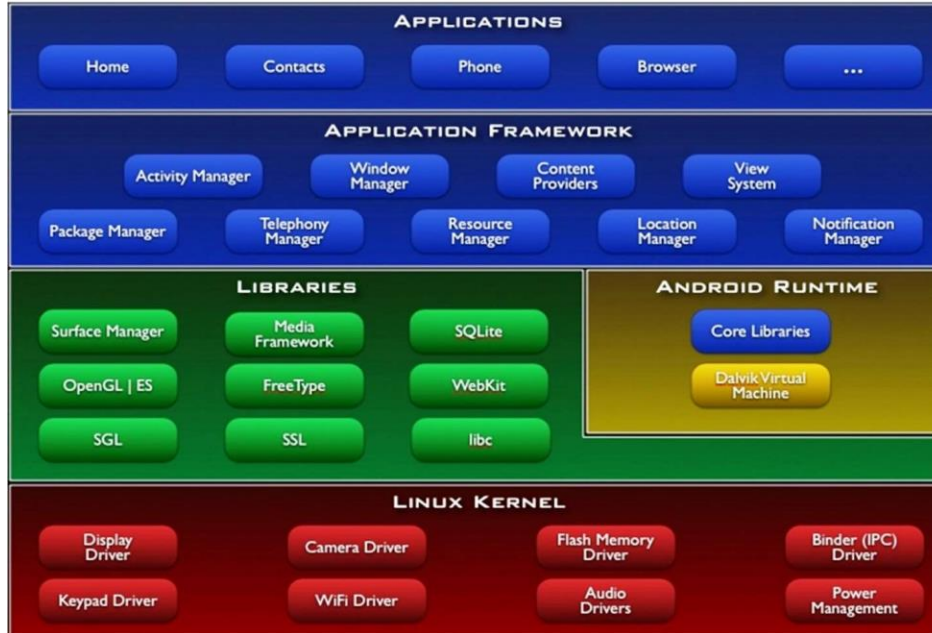 APPLICATIONS
Home
Contacts
Phone
Browser
...
APPLICATION FRAMEWORK
Activity Manager
Window
Manager
Content
Providers
View
System
Package Manager
Telephony
Manager
Resource
Manager
Location
Manager
Notification
Manager
LIBRARIES
Surface Manager
Media
Framework
SQLite
OpenGL | ES
FreeType
WebKit
SGL
SSL
libc
ANDROID RUNTIME
Core Libraries
Dalvik Virtual
Machine
LINUX KERNEL
Display
Driver
Camera Driver
Flash Memory
Driver
Binder (IPC)
Driver
Keypad Driver
WiFi Driver
Audio
Drivers
Power
Management